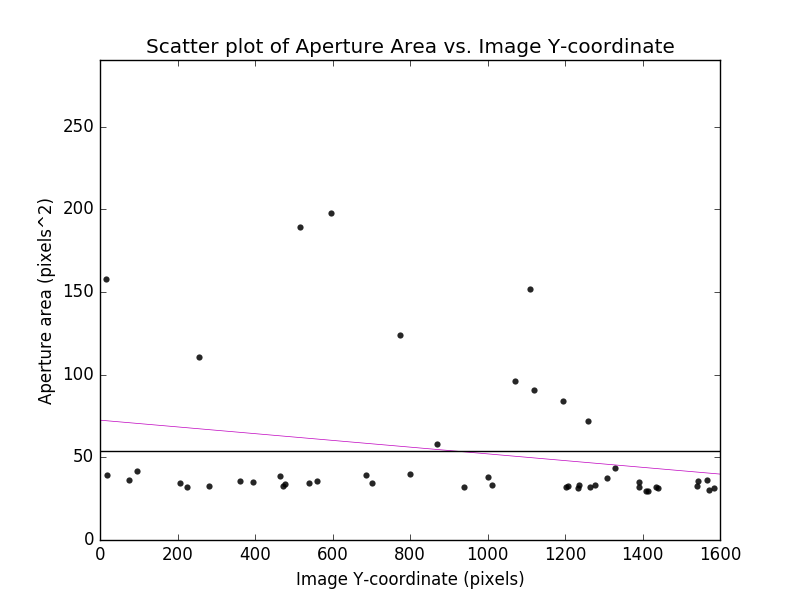 Scatter plot of Aperture Area vs. Image Y-coordinate
250
200
150
100
50
0
Aperture area (pixels^2)
0 200 400 600 800 1000 1200 1400 1600
Image Y-coordinate (pixels)